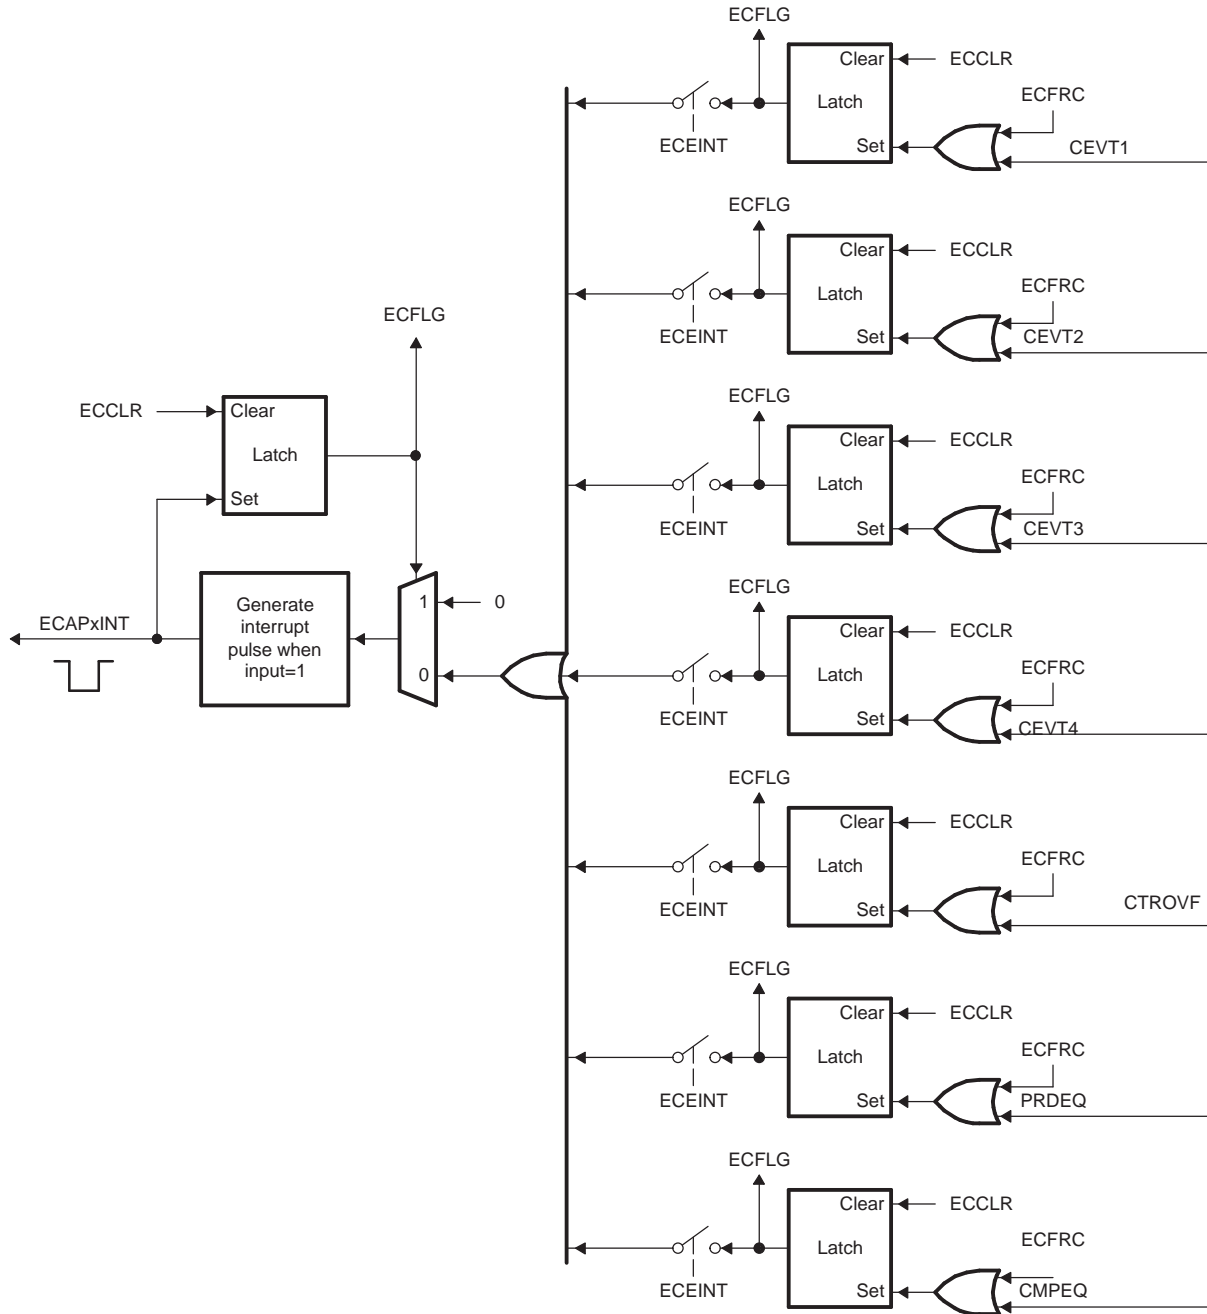 ECFLG
Clear
ECCLR
Latch
ECFRC
ECEINT
Set
CEVT1
ECFLG
Clear
ECCLR
Latch
ECFRC
ECEINT
Set
CEVT2
ECFLG
ECCLR
Clear
Latch
Set
ECFLG
Clear
ECCLR
Latch
ECFRC
ECEINT
Set
CEVT3
ECAPxINT
Generate
interrupt
pulse when
input=1
1
0
0
ECFLG
Clear
ECCLR
Latch
ECFRC
ECEINT
Set
CEVT4
ECFLG
Clear
ECCLR
Latch
ECFRC
ECEINT
Set
CTROVF
ECFLG
Clear
ECCLR
Latch
ECFRC
ECEINT
Set
PRDEQ
ECFLG
Clear
ECCLR
Latch
ECFRC
ECEINT
Set
CMPEQ